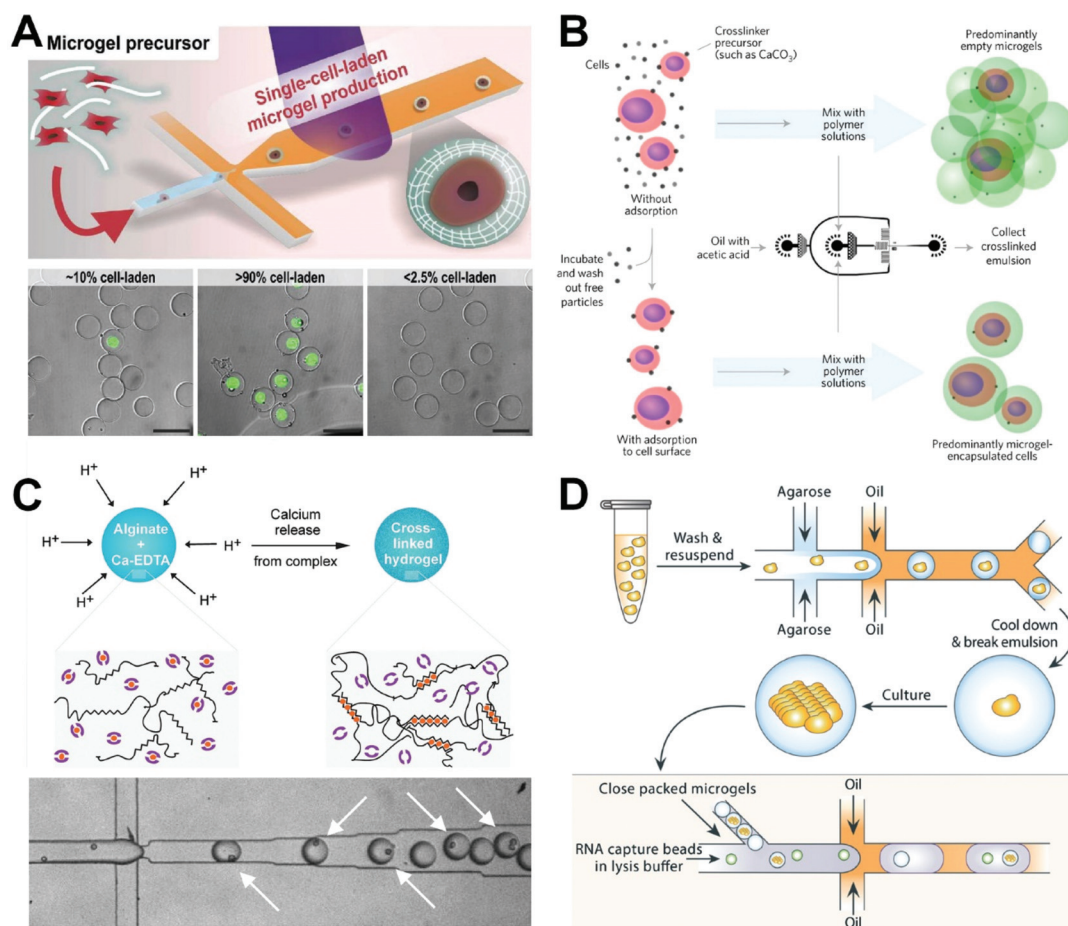 A
Microgel precursor
Single-cell-laden
microgel production
~10% cell-laden
>90% cell-laden
<2.5% cell-laden
B
Cells
Crosslinker
precursor
(such as CaCO₃)
Without
adsorption
Mix with
polymer
solutions
Predominantly
empty microgels
Oil with
acetic acid
Collect
crosslinked
emulsion
Incubate
and wash
out free
particles
With adsorption
to cell surface
Mix with
polymer
solutions
Predominantly microgel-
encapsulated cells
C
H⁺
H⁺
H⁺
H⁺
H⁺
H⁺
Alginate
+
Ca-EDTA
Calcium
release
from complex
Cross-
linked
hydrogel
D
Wash &
resuspend
Agarose
Oil
Agarose
Oil
Cool down
& break emulsion
Culture
Close packed microgels
RNA capture beads
in lysis buffer
Oil
Oil